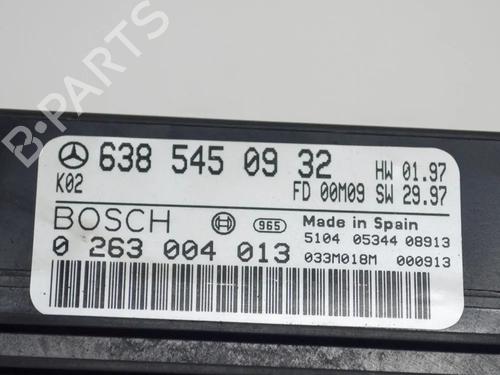 638 545 09 32
HW 01.97
K02
FD 00M09 SW 29.97
BOSCH
965
Made in Spain
0 263 004 013
5104 05344 08913
033M018M 000913
B-PARTS